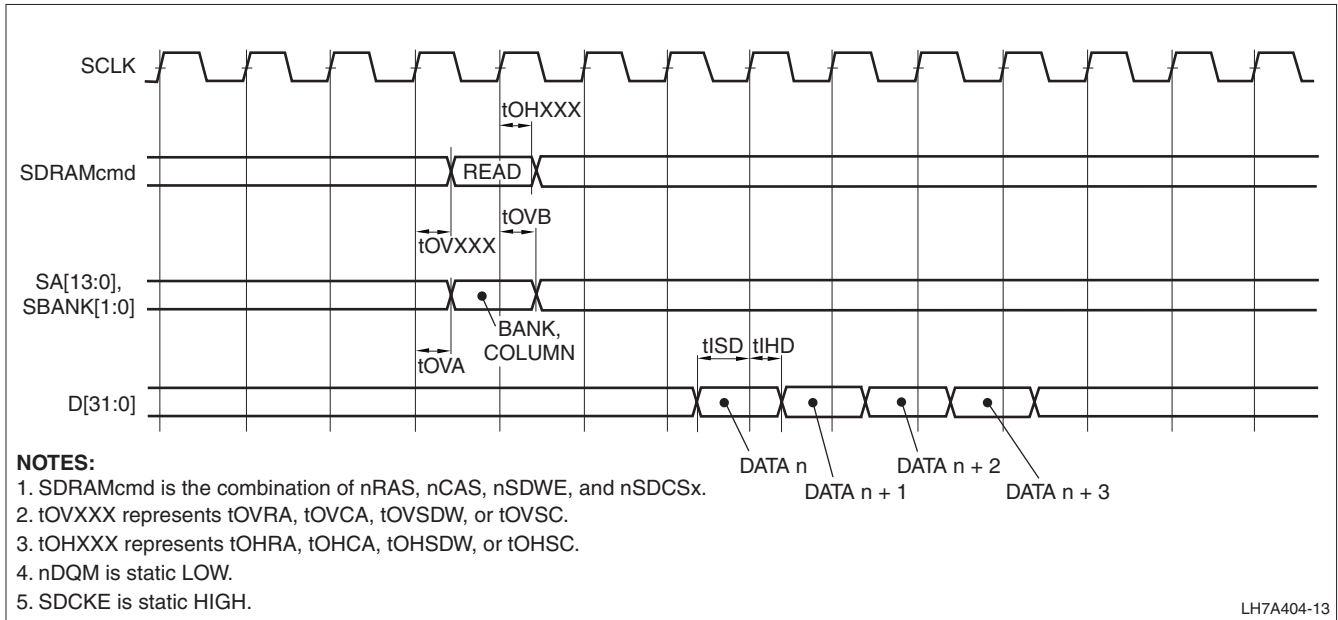 SCLK
tOHXXX
SDRAMcmd
READ
tOVXXX
tOVB
SA[13:0],
SBANK[1:0]
BANK,
COLUMN
tOVA
tISD
tIHD
D[31:0]
DATA n
DATA n + 1
DATA n + 2
DATA n + 3
NOTES:
1. SDRAMcmd is the combination of nRAS, nCAS, nSDWE, and nSDCSx.
2. tOVXXX represents tOVRA, tOVCA, tOVSDW, or tOVSC.
3. tOHXXX represents tOHRA, tOHCA, tOHSDW, or tOHSC.
4. nDQM is static LOW.
5. SDCKE is static HIGH.
LH7A404-13